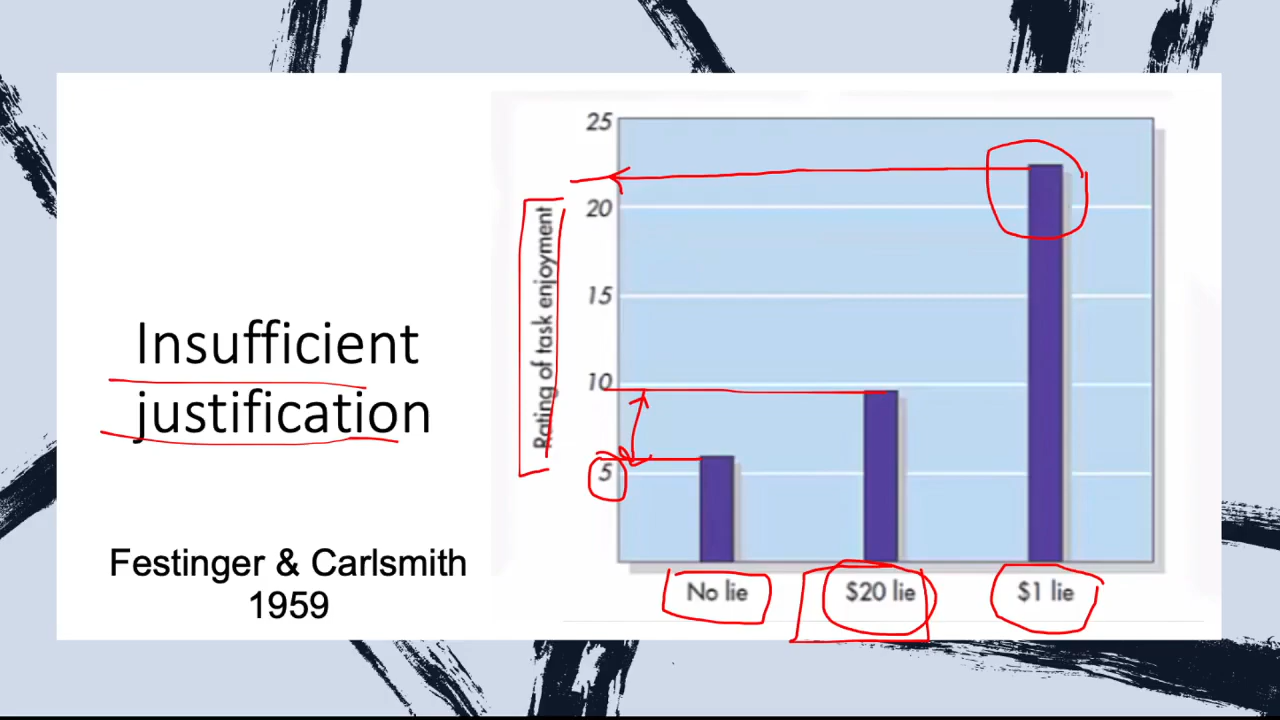 Insufficient
justification
Festinger & Carlsmith
1959
Rating of task enjoyment
25
20
15
10
5
No lie
$20 lie
$1 lie